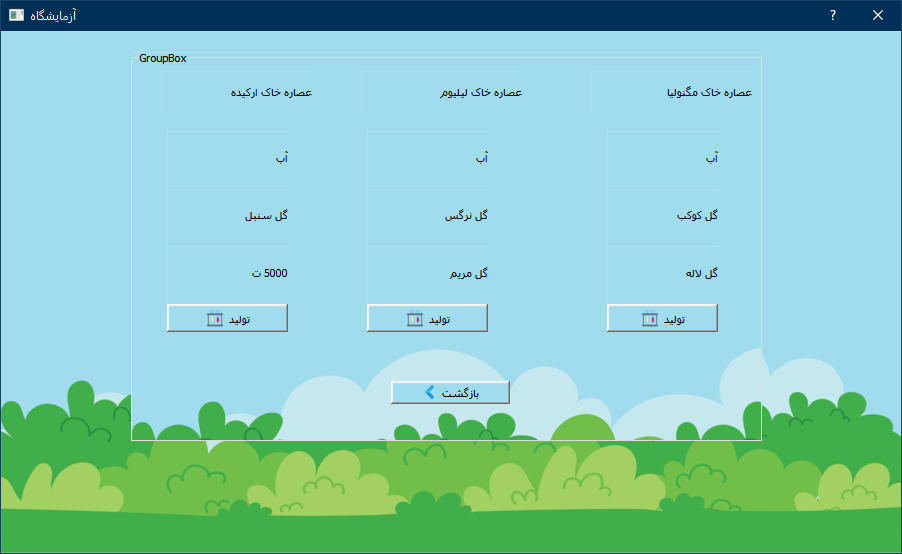 آزمایشگاه
?
GroupBox
عصاره خاک مگنولیا
عصاره خاک لیلیوم
عصاره خاک ارکیده
آب
آب
آب
گل کوکب
گل نرگس
گل سنبل
گل لاله
گل مریم
5000 ت
تولید
تولید
تولید
بازگشت